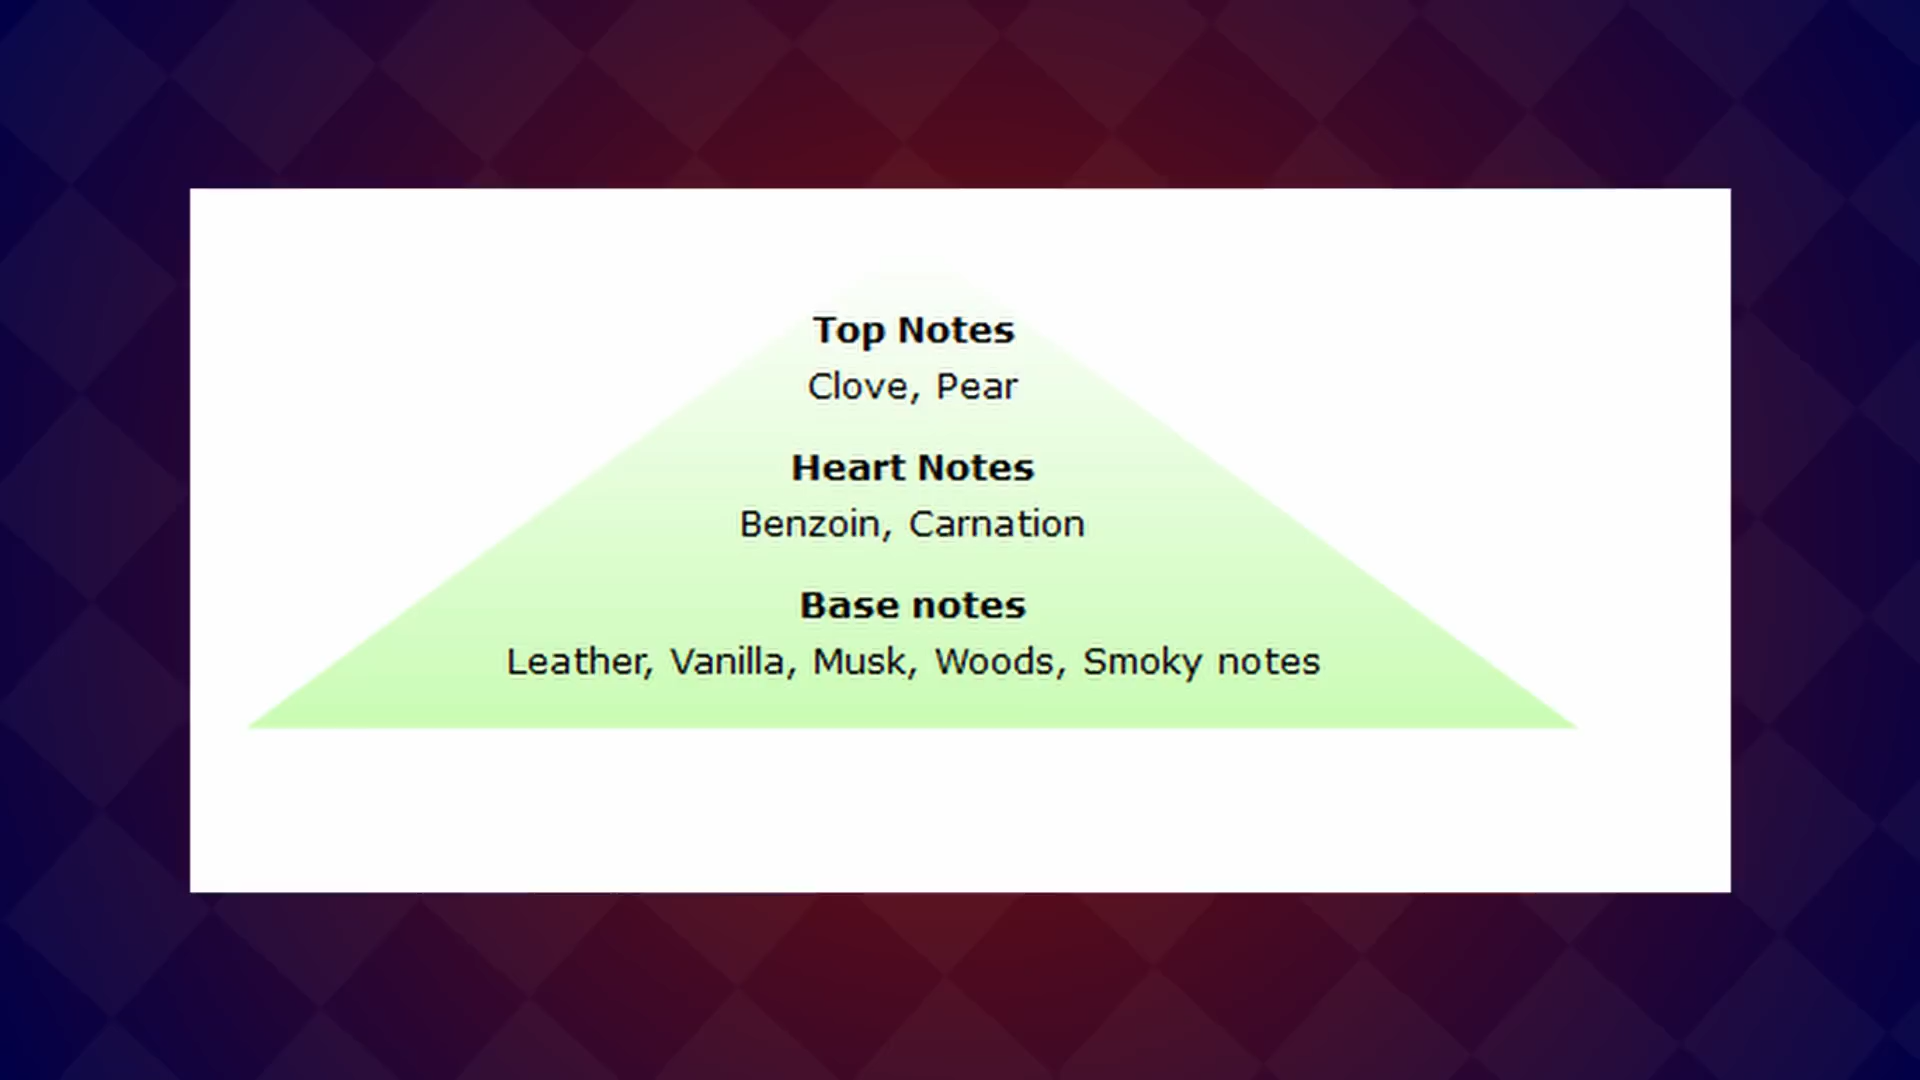 Top Notes
Clove, Pear
Heart Notes
Benzoin, Carnation
Base notes
Leather, Vanilla, Musk, Woods, Smoky notes